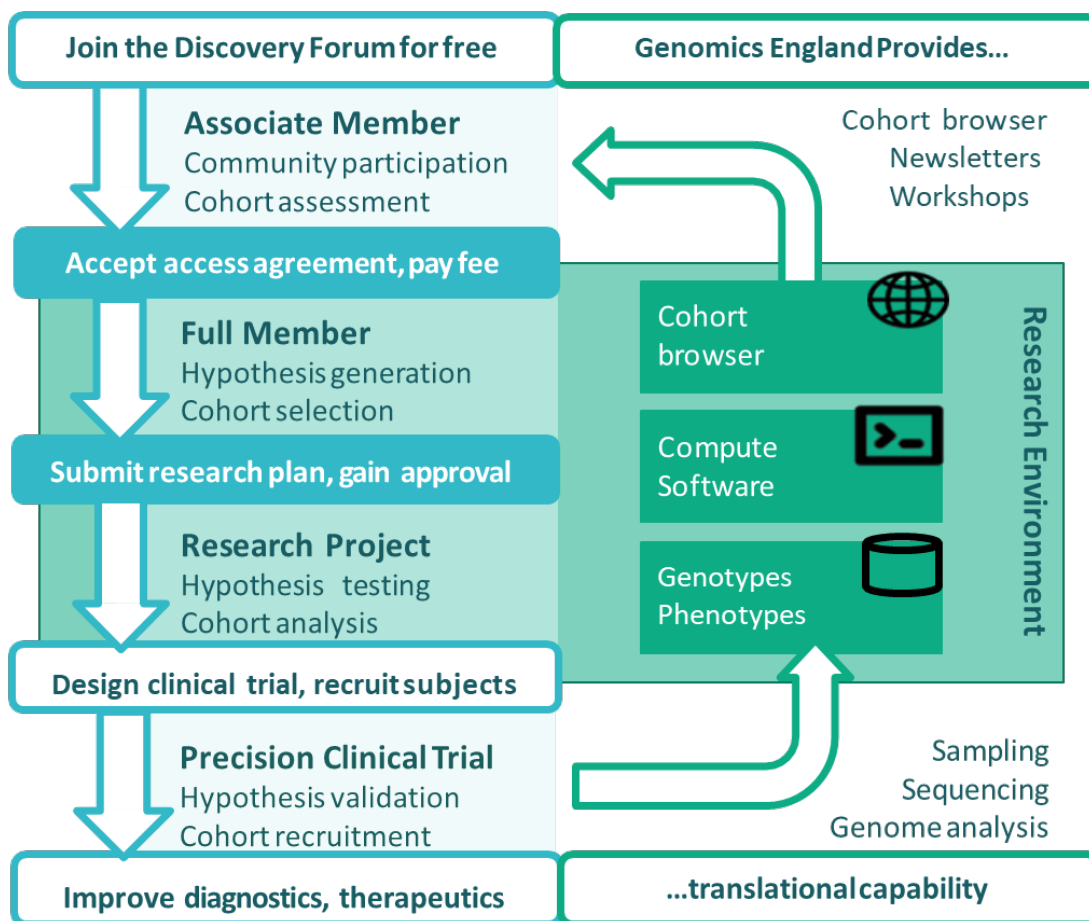 Join the Discovery Forum for free
Genomics England Provides...
Associate Member
Community participation
Cohort assessment
Cohort browser
Newsletters
Workshops
Accept access agreement, pay fee
Full Member
Hypothesis generation
Cohort selection
Submit research plan, gain approval
Research Project
Hypothesis testing
Cohort analysis
Design clinical trial, recruit subjects
Precision Clinical Trial
Hypothesis validation
Cohort recruitment
Improve diagnostics, therapeutics
Cohort
browser
Compute
Software
>_
Genotypes
Phenotypes
Research Environment
Sampling
Sequencing
Genome analysis
...translational capability